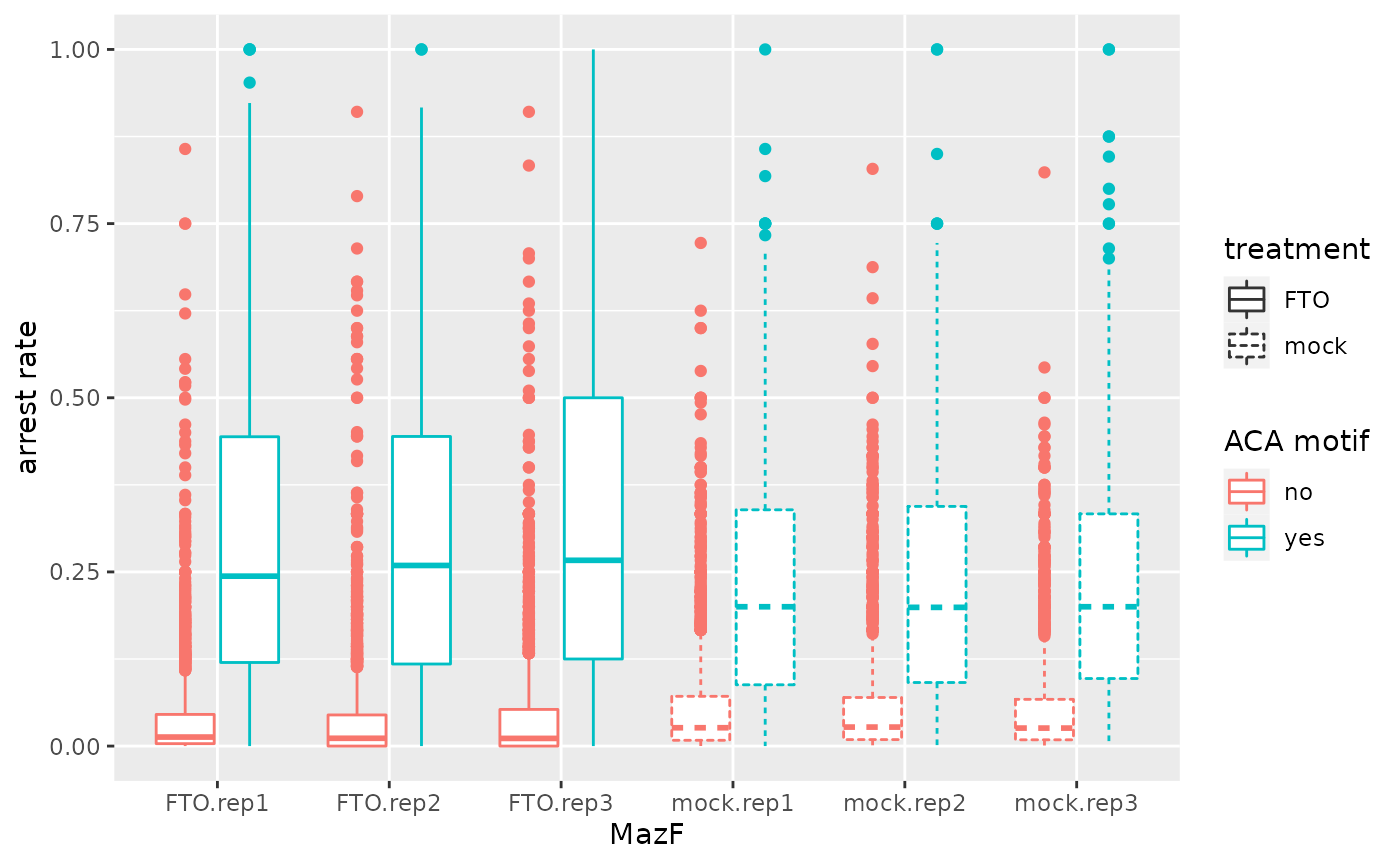 1.00
0.75
0.50
0.25
0.00
arrest rate
FTO.rep1 FTO.rep2 FTO.rep3 mock.rep1 mock.rep2 mock.rep3
MazF
treatment
FTO
mock
ACA motif
no
yes